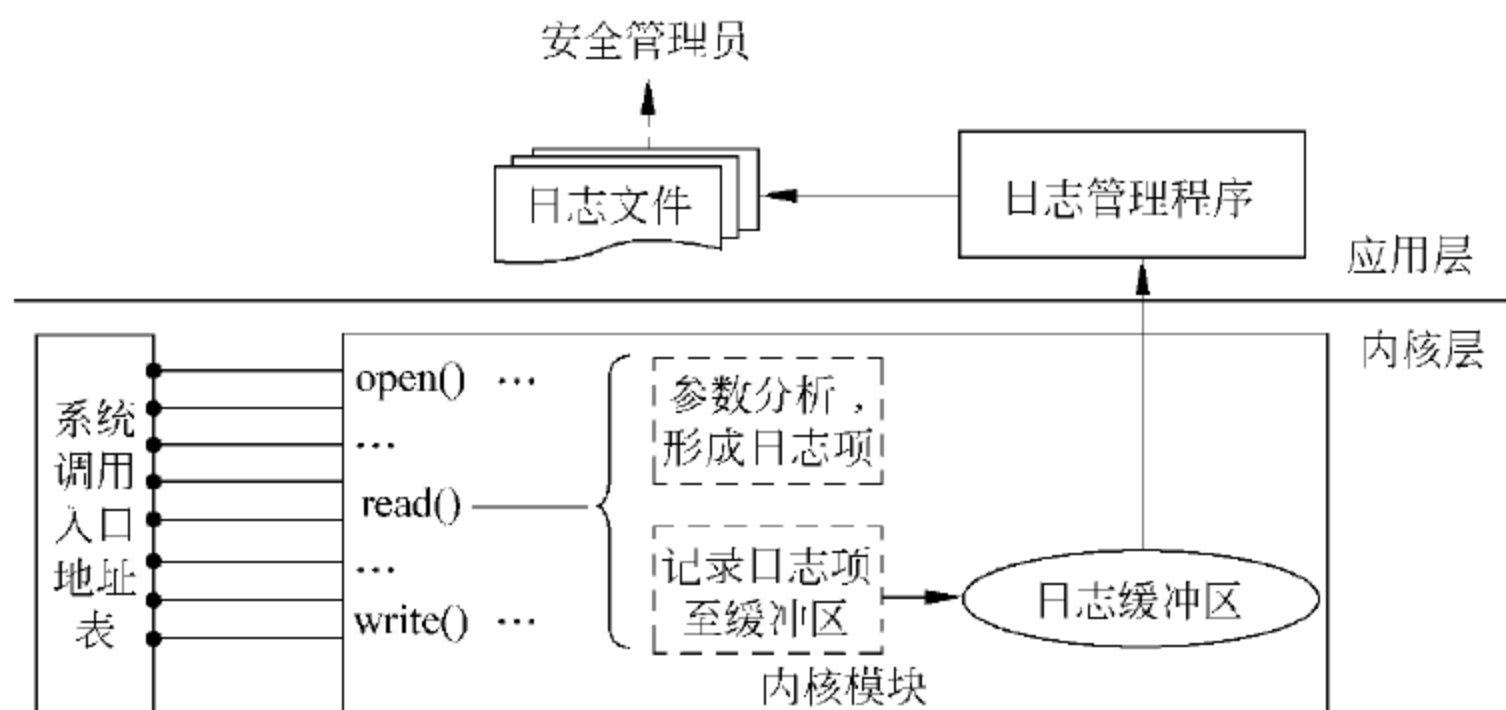 安全管理员
日志文件
日志管理程序
应用层
内核层
系统
调用
入口
地址
表
open() …
…
read()
…
write() …
参数分析，
形成日志项
记录日志项
至缓冲区
日志缓冲区
内核模块